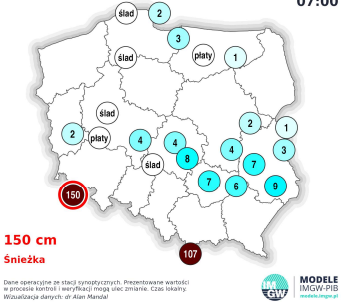 07:00
ślad
2
3
ślad
płaty
1
ślad
2
płaty
2
1
4
4
4
3
8
ślad
7
7
6
9
150
107
150 cm
Śnieżka
Dane operacyjne ze stacji synoptycznych. Prezentowane wartości
w procesie kontroli i weryfikacji mogą ulec zmianie. Czas lokalny.
Wizualizacja danych: dr Alan Mandal
IM
GW
MODELE
IMGW-PIB
modele.imgw.pl